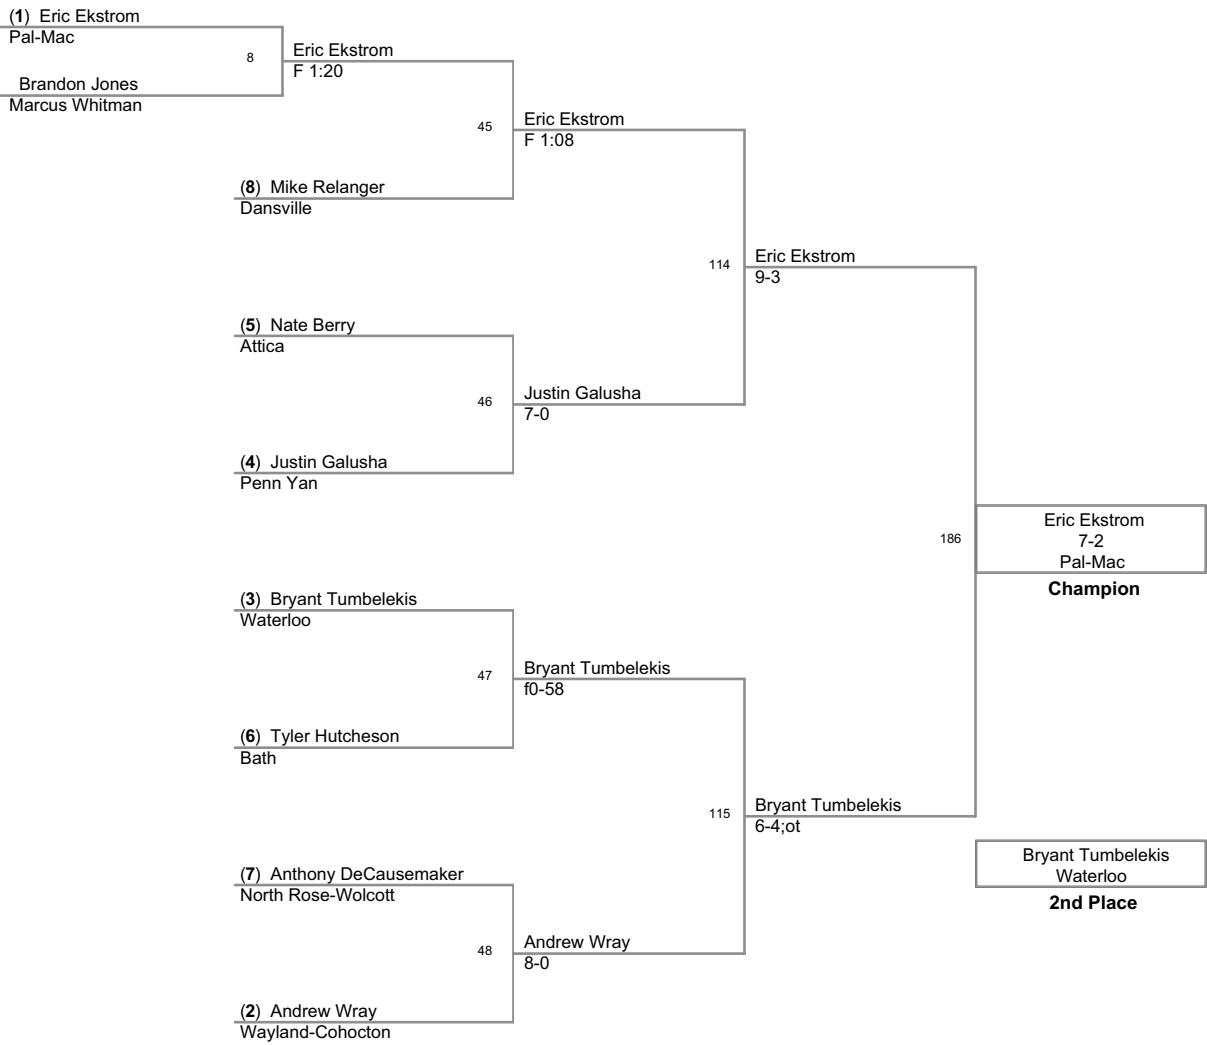 (1) Eric Ekstrom
Pal-Mac
8
Eric Ekstrom
F 1:20
Brandon Jones
Marcus Whitman
45
Eric Ekstrom
F 1:08
(8) Mike Relanger
Dansville
114
Eric Ekstrom
9-3
(5) Nate Berry
Attica
46
Justin Galusha
7-0
(4) Justin Galusha
Penn Yan
186
Eric Ekstrom
7-2
Pal-Mac
Champion
(3) Bryant Tumbelekis
Waterloo
47
Bryant Tumbelekis
f0-58
(6) Tyler Hutcheson
Bath
115
Bryant Tumbelekis
6-4;ot
Bryant Tumbelekis
Waterloo
2nd Place
(7) Anthony DeCausemaker
North Rose-Wolcott
48
Andrew Wray
8-0
(2) Andrew Wray
Wayland-Cohocton